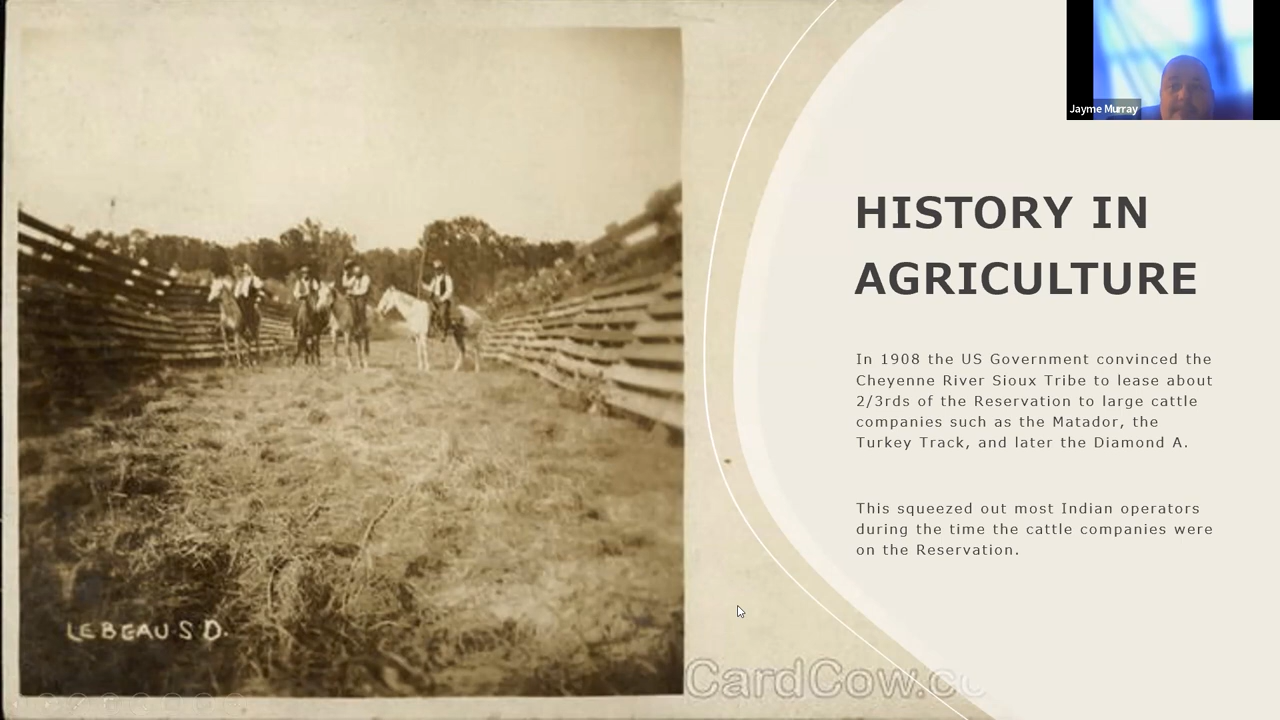 Jayme Murray
HISTORY IN
AGRICULTURE
In 1908 the US Government convinced the
Cheyenne River Sioux Tribe to lease about
2/3rds of the Reservation to large cattle
companies such as the Matador, the
Turkey Track, and later the Diamond A.
This squeezed out most Indian operators
during the time the cattle companies were
on the Reservation.
LEBEAU S D.
CardCow.co